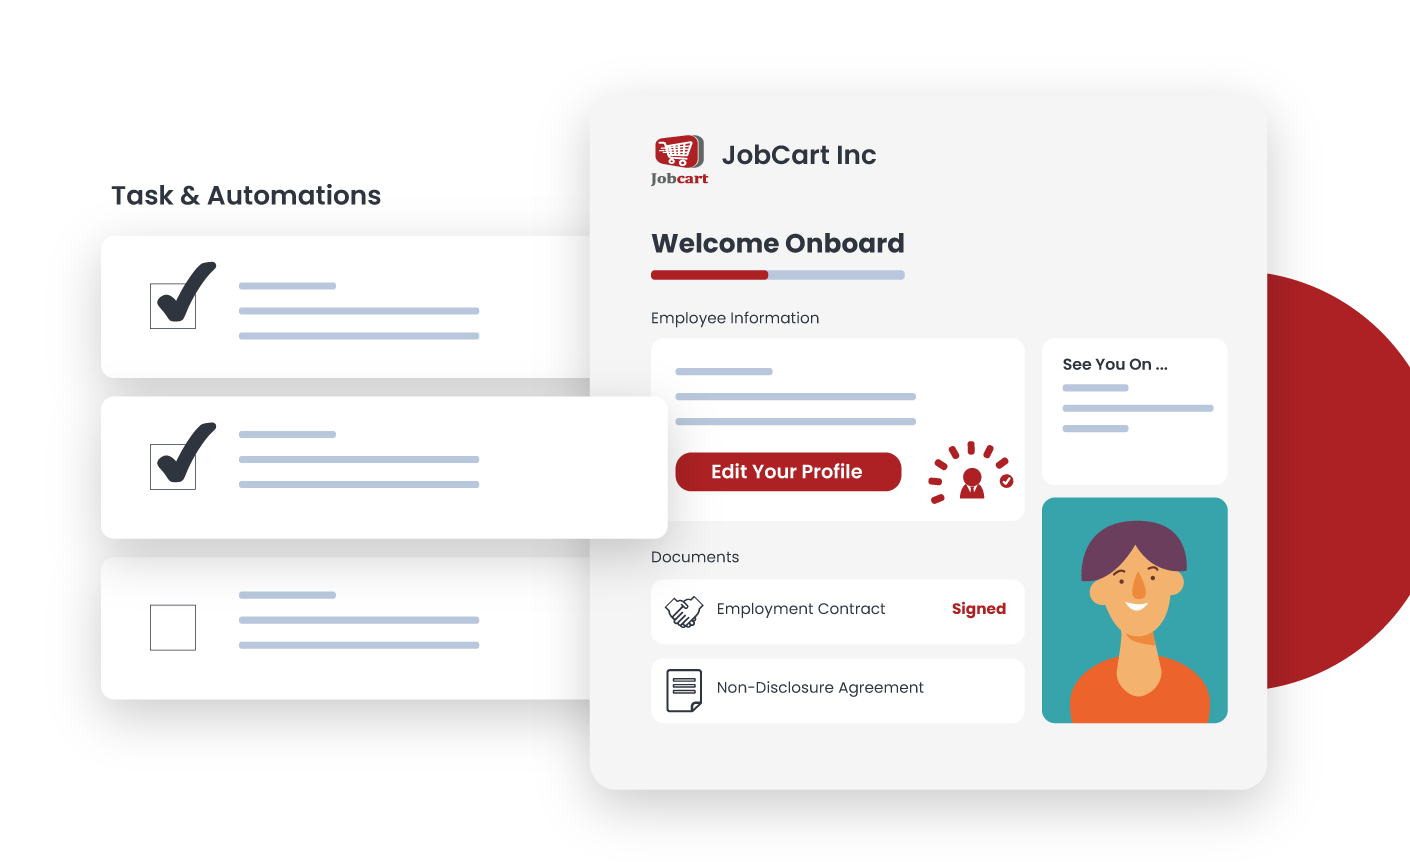 Task & Automations
Jobcart
JobCart Inc
Welcome Onboard
Employee Information
Edit Your Profile
See You On ...
Documents
Employment Contract
Signed
Non-Disclosure Agreement